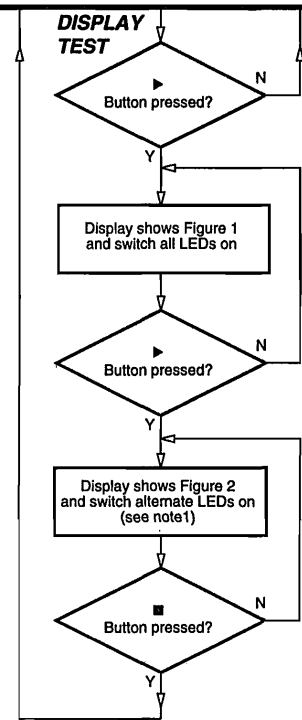 DISPLAY
TEST
▶
Button pressed?
N
Y
Display shows Figure 1
and switch all LEDs on
▶
Button pressed?
N
Y
Display shows Figure 2
and switch alternate LEDs on
(see note1)
■
Button pressed?
N
Y